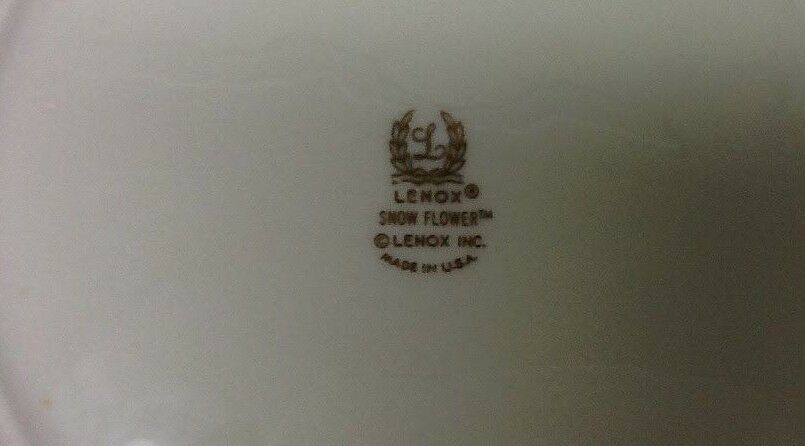 L
LENOX®
SNOW FLOWER™
©LENOX INC.
MADE IN U.S.A.